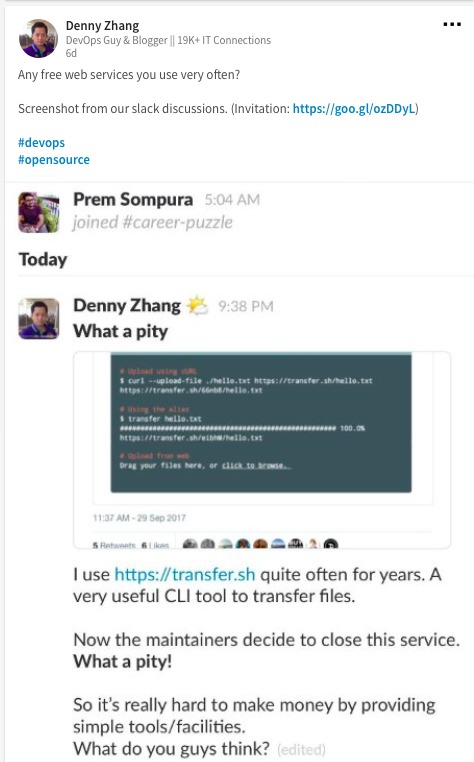 Denny Zhang
DevOps Guy & Blogger || 19K+ IT Connections
6d
Any free web services you use very often?
Screenshot from our slack discussions. (Invitation: https://goo.gl/ozDDyL)
#devops
#opensource
Prem Sompura 5:04 AM
joined #career-puzzle
Today
Denny Zhang 9:38 PM
What a pity
# Upload using cURL
$ curl --upload-file ./hello.txt https://transfer.sh/hello.txt
https://transfer.sh/66nb8/hello.txt
# Using the alias
$ transfer hello.txt
################################################## 100.0%
https://transfer.sh/eibhM/hello.txt
# Upload from web
Drag your files here, or click to browse.
11:37 AM - 29 Sep 2017
5 Retweets 6 Likes
I use https://transfer.sh quite often for years. A
very useful CLI tool to transfer files.
Now the maintainers decide to close this service.
What a pity!
So it's really hard to make money by providing
simple tools/facilities.
What do you guys think? (edited)